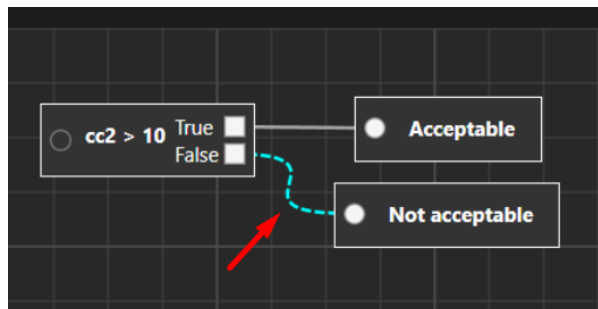 cc2 > 10
True
False
Acceptable
Not acceptable